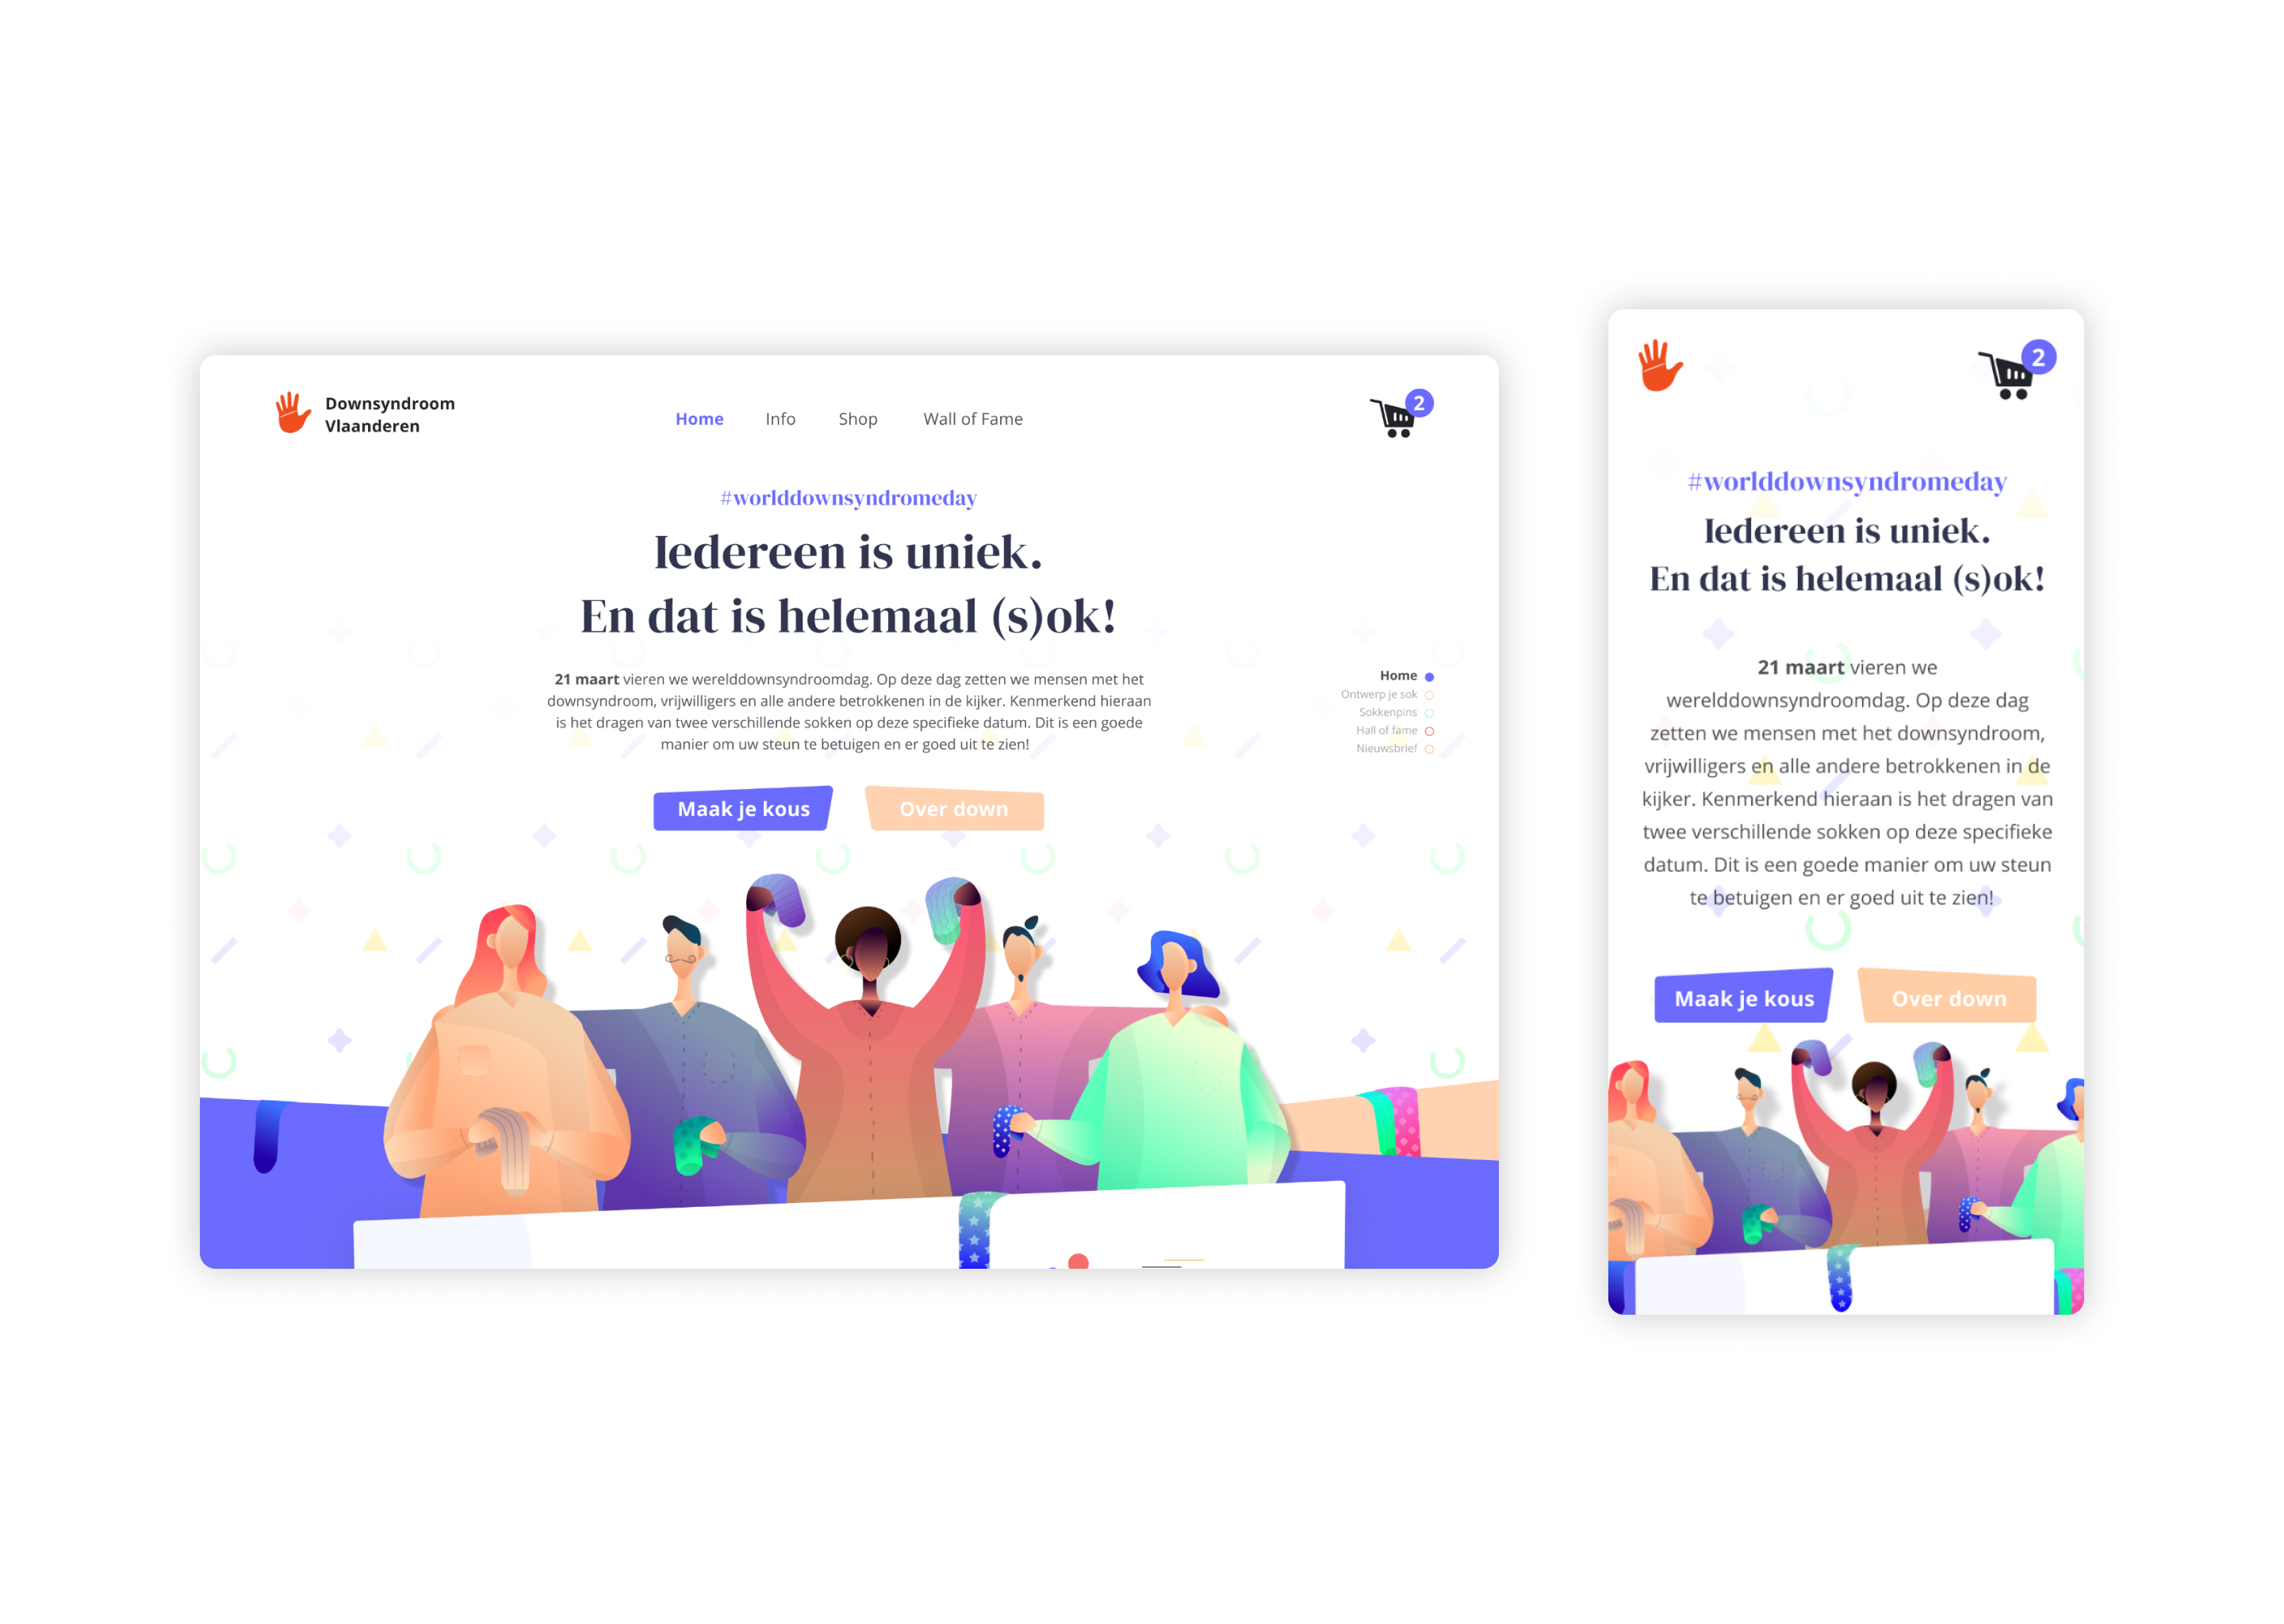 Downsyndroom
Vlaanderen
Home Info Shop Wall of Fame
2
#worlddownsyndromeday
Iedereen is uniek.
En dat is helemaal (s)ok!
21 maart vieren we werelddownsyndroomdag. Op deze dag zetten we mensen met het
downsyndroom, vrijwilligers en alle andere betrokkenen in de kijker. Kenmerkend hieraan
is het dragen van twee verschillende sokken op deze specifieke datum. Dit is een goede
manier om uw steun te betuigen en er goed uit te zien!
Home
Ontwerp je sok
Sokkenpins
Hall of fame
Nieuwsbrief
Maak je kous Over down
2
#worlddownsyndromeday
Iedereen is uniek.
En dat is helemaal (s)ok!
21 maart vieren we
werelddownsyndroomdag. Op deze dag
zetten we mensen met het downsyndroom,
vrijwilligers en alle andere betrokkenen in de
kijker. Kenmerkend hieraan is het dragen van
twee verschillende sokken op deze specifieke
datum. Dit is een goede manier om uw steun
te betuigen en er goed uit te zien!
Maak je kous Over down